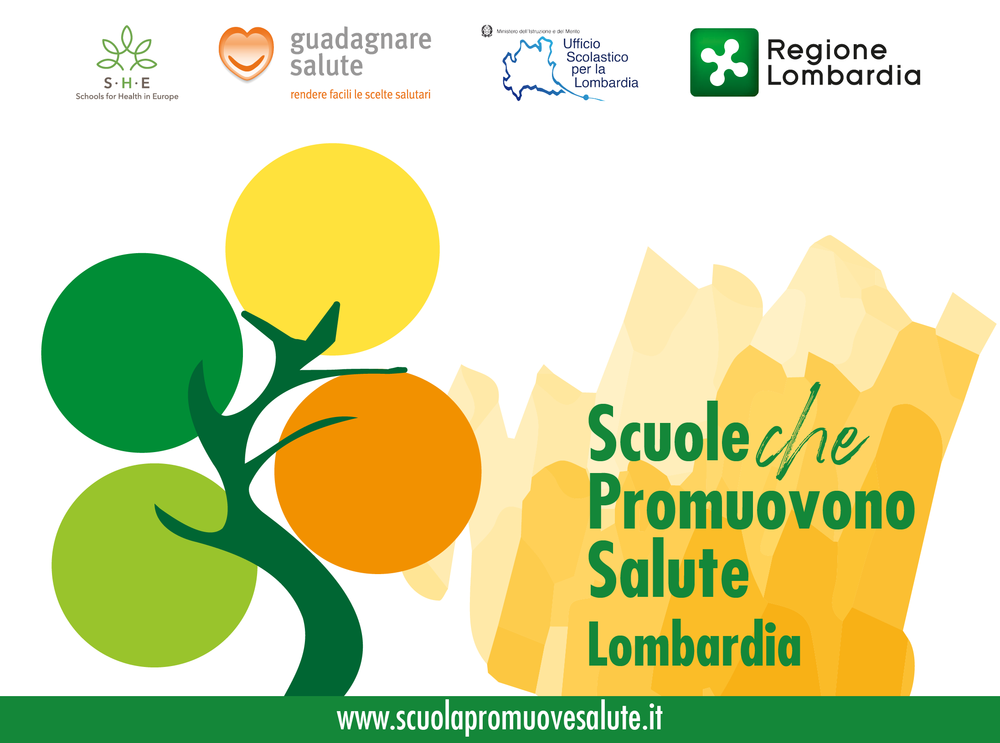 S·H·E
Schools for Health in Europe
guadagnare
salute
rendere facili le scelte salutari
Ministero dell'Istruzione e del Merito
Ufficio
Scolastico
per la
Lombardia
Regione
Lombardia
Scuole che
Promuovono
Salute
Lombardia
www.scuolapromuovesalute.it